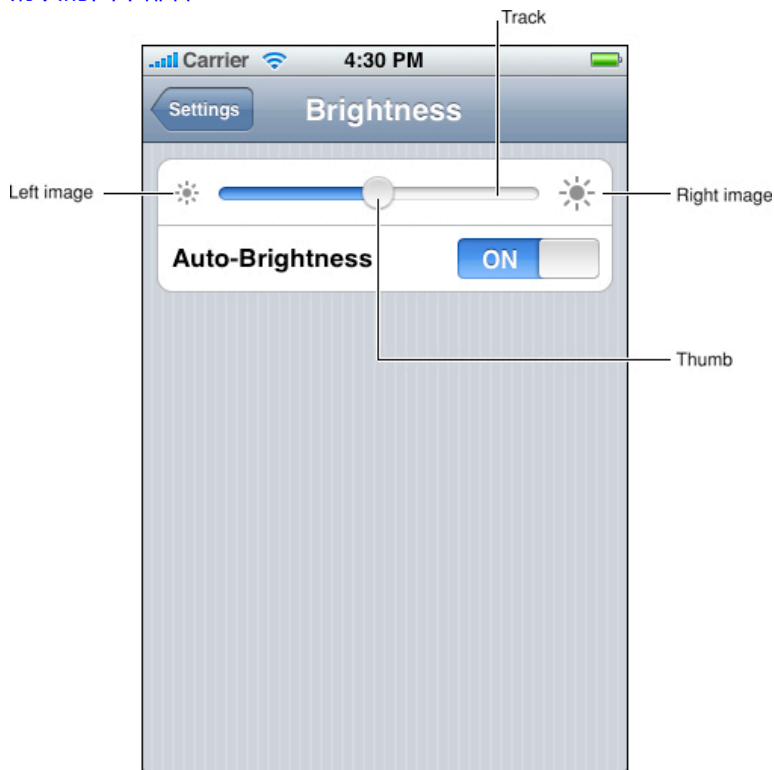 Track
Carrier 4:30 PM
Settings Brightness
Left image
Right image
Auto-Brightness ON
Thumb